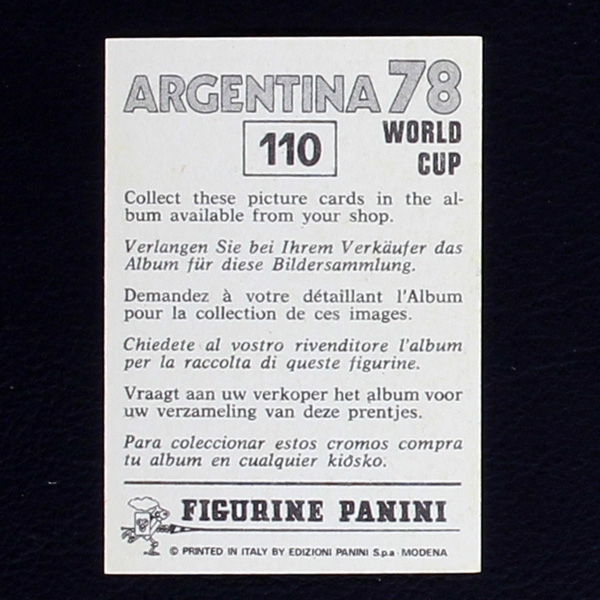 ARGENTINA 78
WORLD
110
CUP
Collect these picture cards in the al-
bum available from your shop.
Verlangen Sie bei Ihrem Verkäufer das
Album für diese Bildersammlung.
Demandez à votre détaillant l'Album
pour la collection de ces images.
Chiedete al vostro rivenditore l'album
per la raccolta di queste figurine.
Vraagt aan uw verkoper het album voor
uw verzameling van deze prentjes.
Para coleccionar estos cromos compra
tu album en cualquier kiósko.
FIGURINE PANINI
© PRINTED IN ITALY BY EDIZIONI PANINI S.p.a - MODENA